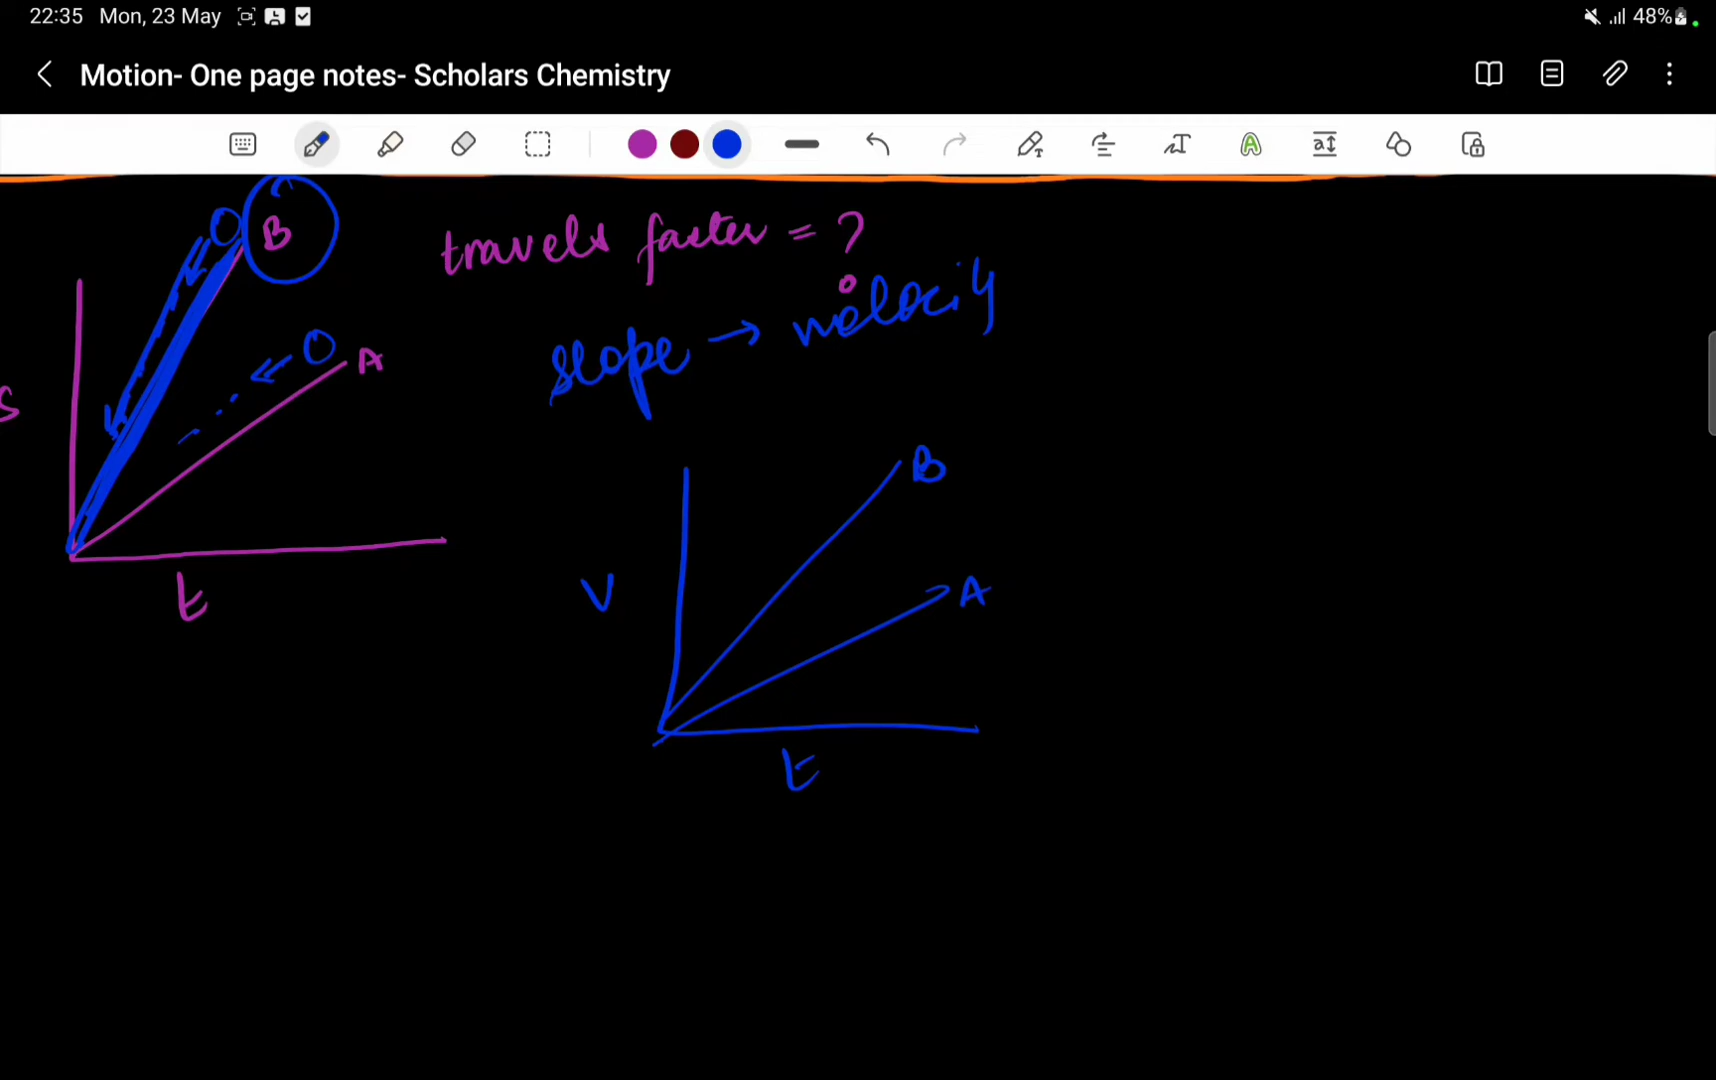 22:35 Mon, 23 May
48%
Motion- One page notes- Scholars Chemistry
B
travels faster = ?
A
slope → velocity
S
t
B
V
A
t